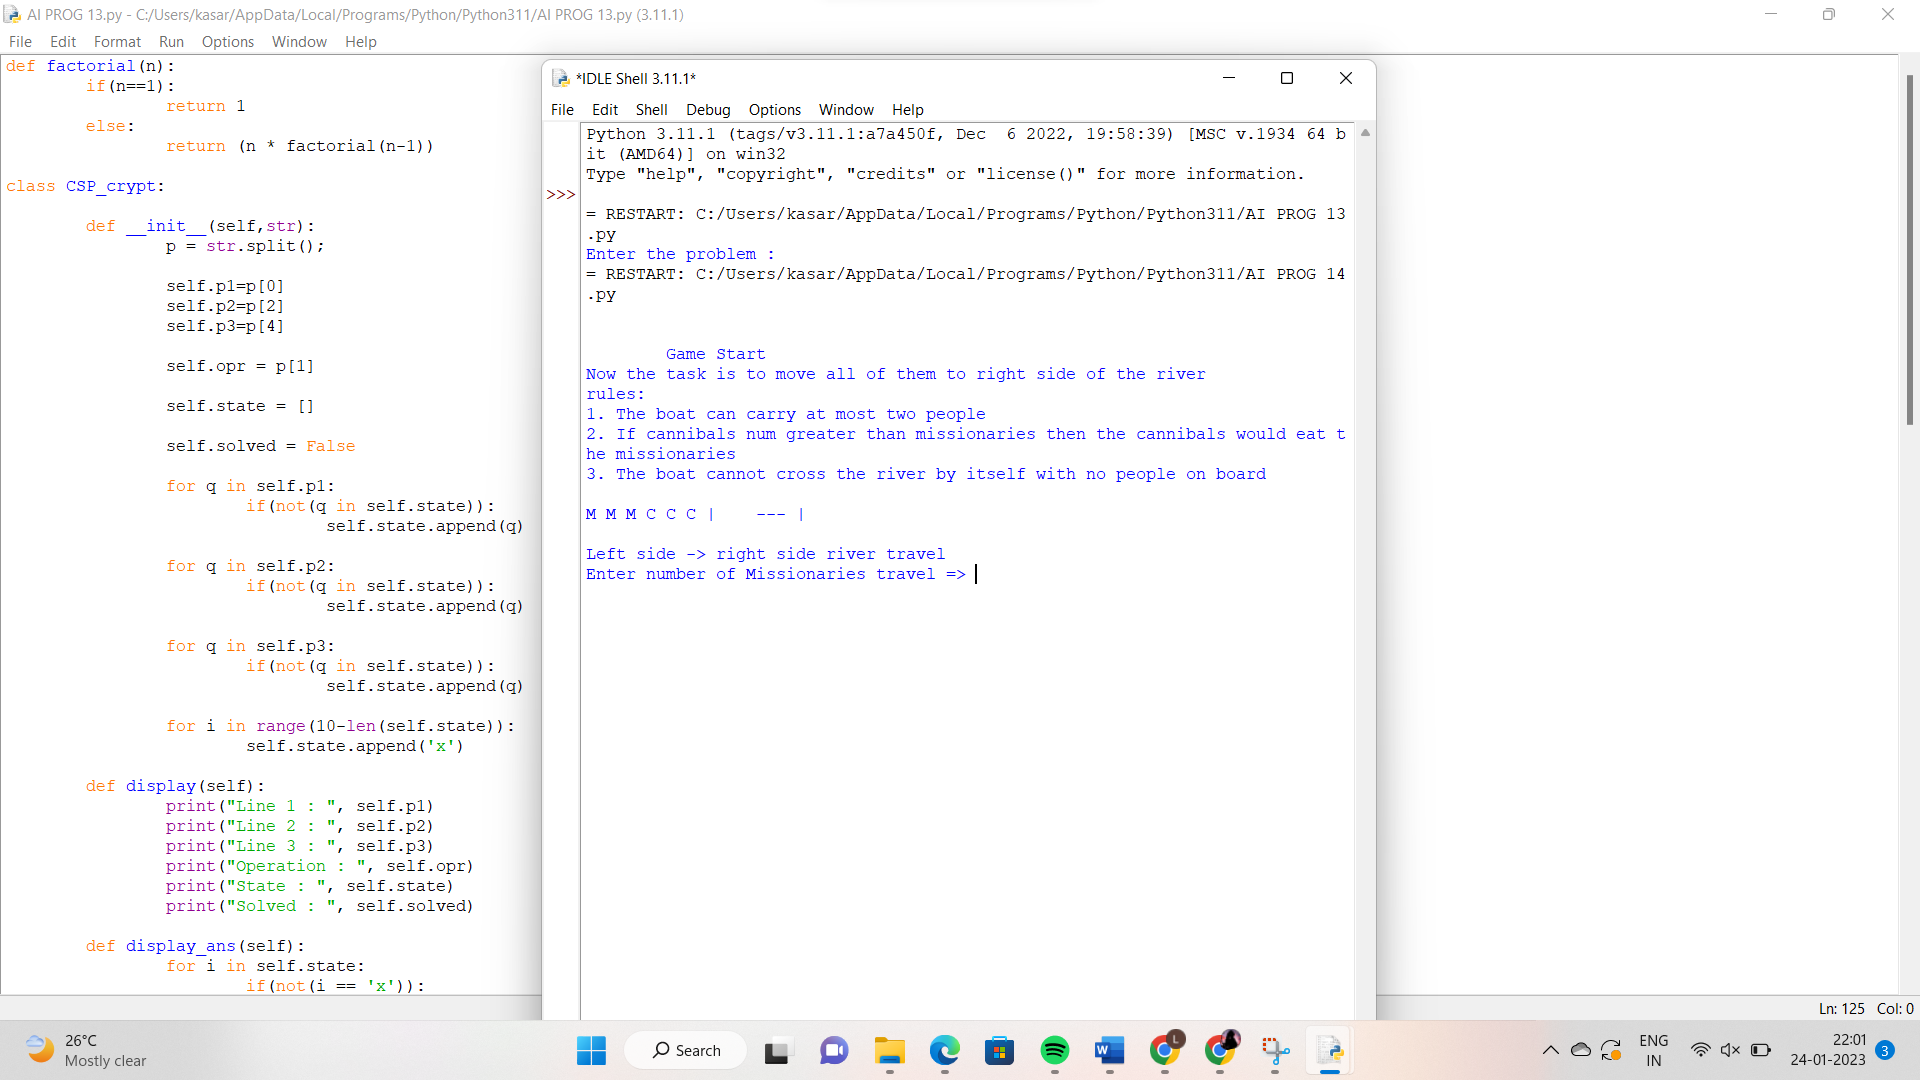 AI PROG 13.py - C:/Users/kasar/AppData/Local/Programs/Python/Python311/AI PROG 13.py (3.11.1)
File Edit Format Run Options Window Help
def factorial(n):
        if(n==1):
                return 1
        else:
                return (n * factorial(n-1))
class CSP_crypt:
        def __init__(self,str):
                p = str.split();
                self.p1=p[0]
                self.p2=p[2]
                self.p3=p[4]
                self.opr = p[1]
                self.state = []
                self.solved = False
                for q in self.p1:
                        if(not(q in self.state)):
                                self.state.append(q)
                for q in self.p2:
                        if(not(q in self.state)):
                                self.state.append(q)
                for q in self.p3:
                        if(not(q in self.state)):
                                self.state.append(q)
                for i in range(10-len(self.state)):
                        self.state.append('x')
        def display(self):
                print("Line 1 : ", self.p1)
                print("Line 2 : ", self.p2)
                print("Line 3 : ", self.p3)
                print("Operation : ", self.opr)
                print("State : ", self.state)
                print("Solved : ", self.solved)
        def display_ans(self):
                for i in self.state:
                        if(not(i == 'x')):
*IDLE Shell 3.11.1*
File Edit Shell Debug Options Window Help
Python 3.11.1 (tags/v3.11.1:a7a450f, Dec  6 2022, 19:58:39) [MSC v.1934 64 b
it (AMD64)] on win32
Type "help", "copyright", "credits" or "license()" for more information.
>>>
= RESTART: C:/Users/kasar/AppData/Local/Programs/Python/Python311/AI PROG 13
.py
Enter the problem :
= RESTART: C:/Users/kasar/AppData/Local/Programs/Python/Python311/AI PROG 14
.py
        Game Start
Now the task is to move all of them to right side of the river
rules:
1. The boat can carry at most two people
2. If cannibals num greater than missionaries then the cannibals would eat t
he missionaries
3. The boat cannot cross the river by itself with no people on board
M M M C C C |    --- |
Left side -> right side river travel
Enter number of Missionaries travel =>
Ln: 125 Col: 0
26°C
Mostly clear
Search
L
W
ENG
IN
22:01
24-01-2023
3